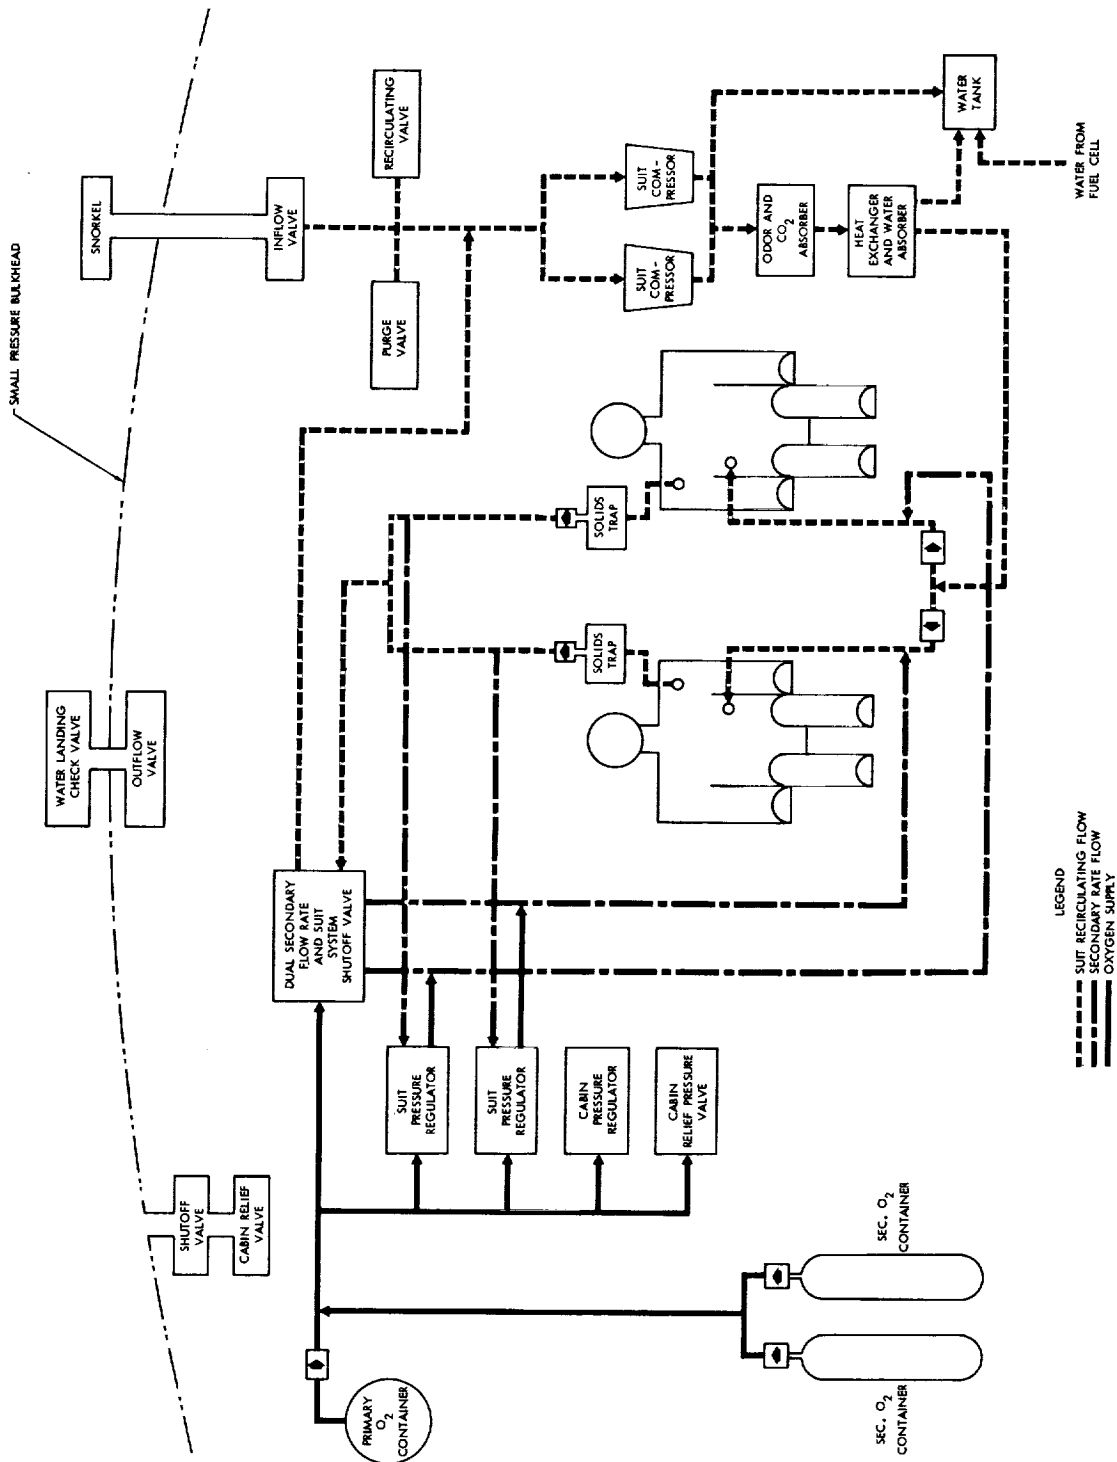 SMALL PRESSURE BULKHEAD
SNORKEL
INFLOW
VALVE
PURGE
VALVE
RECIRCULATING
VALVE
SUIT
COM-
PRESSOR
SUIT
COM-
PRESSOR
ODOR AND
CO2
ABSORBER
HEAT
EXCHANGER
AND WATER
ABSORBER
WATER
TANK
WATER FROM
FUEL CELL
WATER LANDING
CHECK VALVE
OUTFLOW
VALVE
SOLIDS
TRAP
SOLIDS
TRAP
DUAL SECONDARY
FLOW RATE
AND SUIT
SYSTEM
SHUTOFF VALVE
SHUTOFF
VALVE
CABIN RELIEF
VALVE
SUIT
PRESSURE
REGULATOR
SUIT
PRESSURE
REGULATOR
CABIN
PRESSURE
REGULATOR
CABIN
RELIEF PRESSURE
VALVE
PRIMARY
O2
CONTAINER
SEC. O2
CONTAINER
SEC. O2
CONTAINER
LEGEND
SUIT RECIRCULATING FLOW
SECONDARY RATE FLOW
OXYGEN SUPPLY